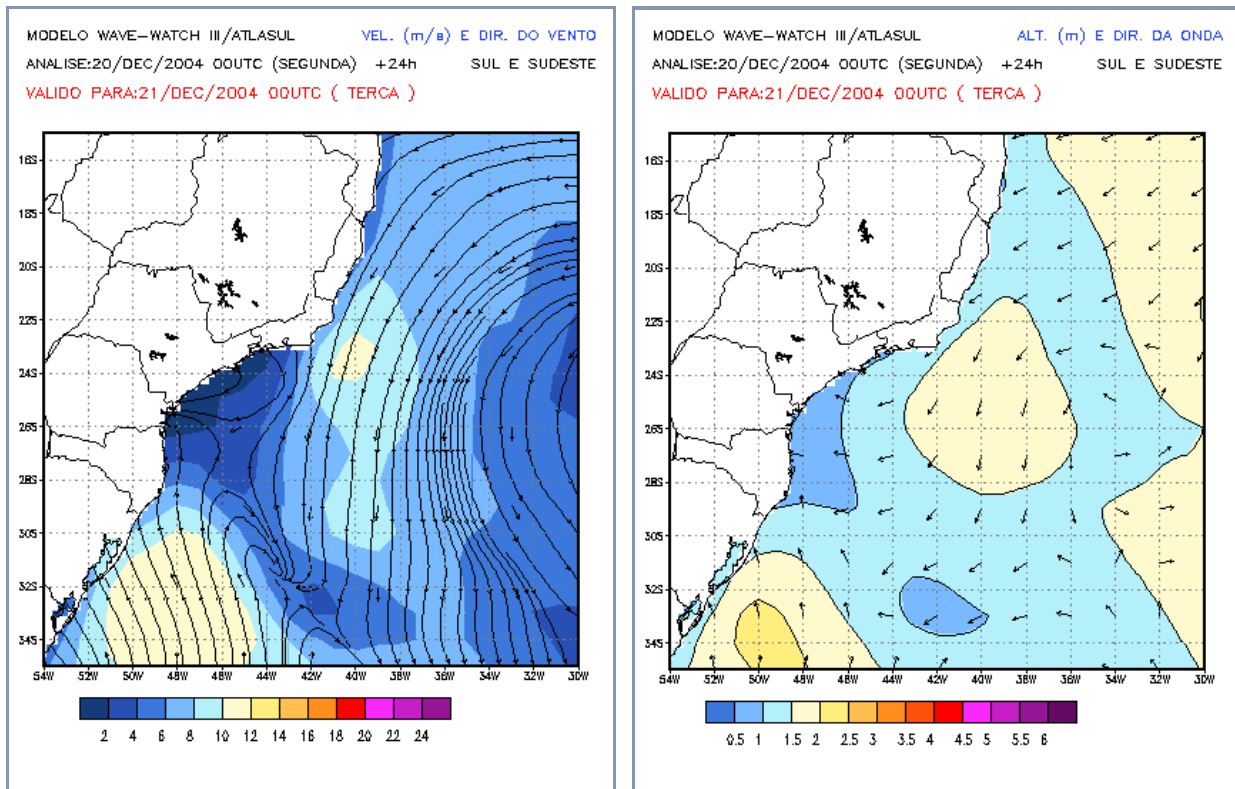 MODELO WAVE-WATCH III/ATLASUL VEL. (m/s) E DIR. DO VENTO
ANALISE:20/DEC/2004 00UTC (SEGUNDA) +24h SUL E SUDESTE
VALIDO PARA:21/DEC/2004 00UTC ( TERCA )
16S
18S
20S
22S
24S
26S
28S
30S
32S
34S
54W 52W 50W 48W 46W 44W 42W 40W 38W 36W 34W 32W 30W
2 4 6 8 10 12 14 16 18 20 22 24
MODELO WAVE-WATCH III/ATLASUL ALT. (m) E DIR. DA ONDA
ANALISE:20/DEC/2004 00UTC (SEGUNDA) +24h SUL E SUDESTE
VALIDO PARA:21/DEC/2004 00UTC ( TERCA )
16S
18S
20S
22S
24S
26S
28S
30S
32S
34S
54W 52W 50W 48W 46W 44W 42W 40W 38W 36W 34W 32W 30W
0.5 1 1.5 2 2.5 3 3.5 4 4.5 5 5.5 6